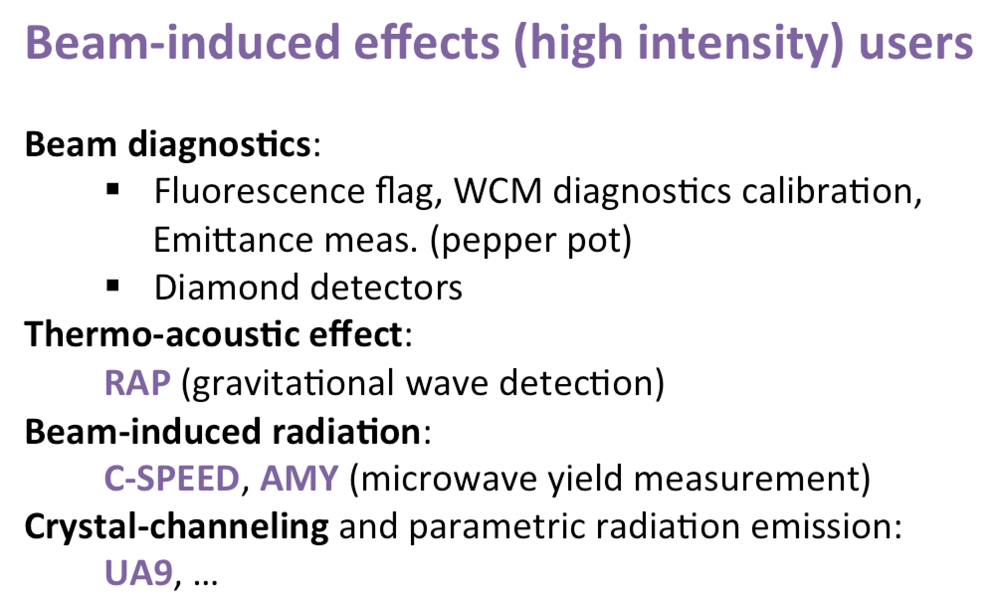 Beam-induced effects (high intensity) users
Beam diagnostics:
▪ Fluorescence flag, WCM diagnostics calibration,
Emittance meas. (pepper pot)
▪ Diamond detectors
Thermo-acoustic effect:
RAP (gravitational wave detection)
Beam-induced radiation:
C-SPEED, AMY (microwave yield measurement)
Crystal-channeling and parametric radiation emission:
UA9, ...